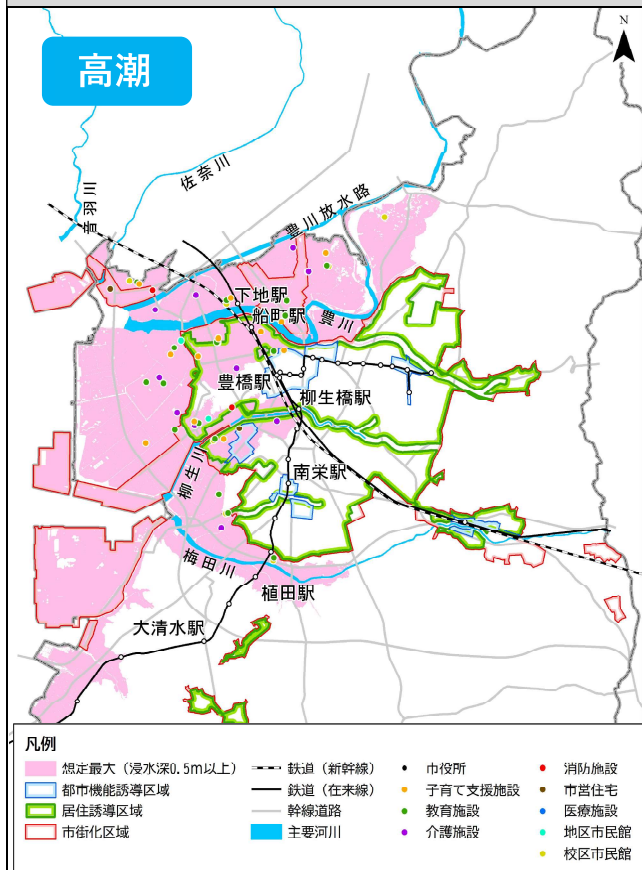 高潮
N
佐奈川
音羽川
豊川放水路
下地駅
船町駅
豊川
豊橋駅
柳生橋駅
柳生川
南栄駅
梅田川
植田駅
大清水駅
凡例
想定最大（浸水深0.5m以上）
都市機能誘導区域
居住誘導区域
市街化区域
鉄道（新幹線）
鉄道（在来線）
幹線道路
主要河川
市役所
子育て支援施設
教育施設
介護施設
消防施設
市営住宅
医療施設
地区市民館
校区市民館